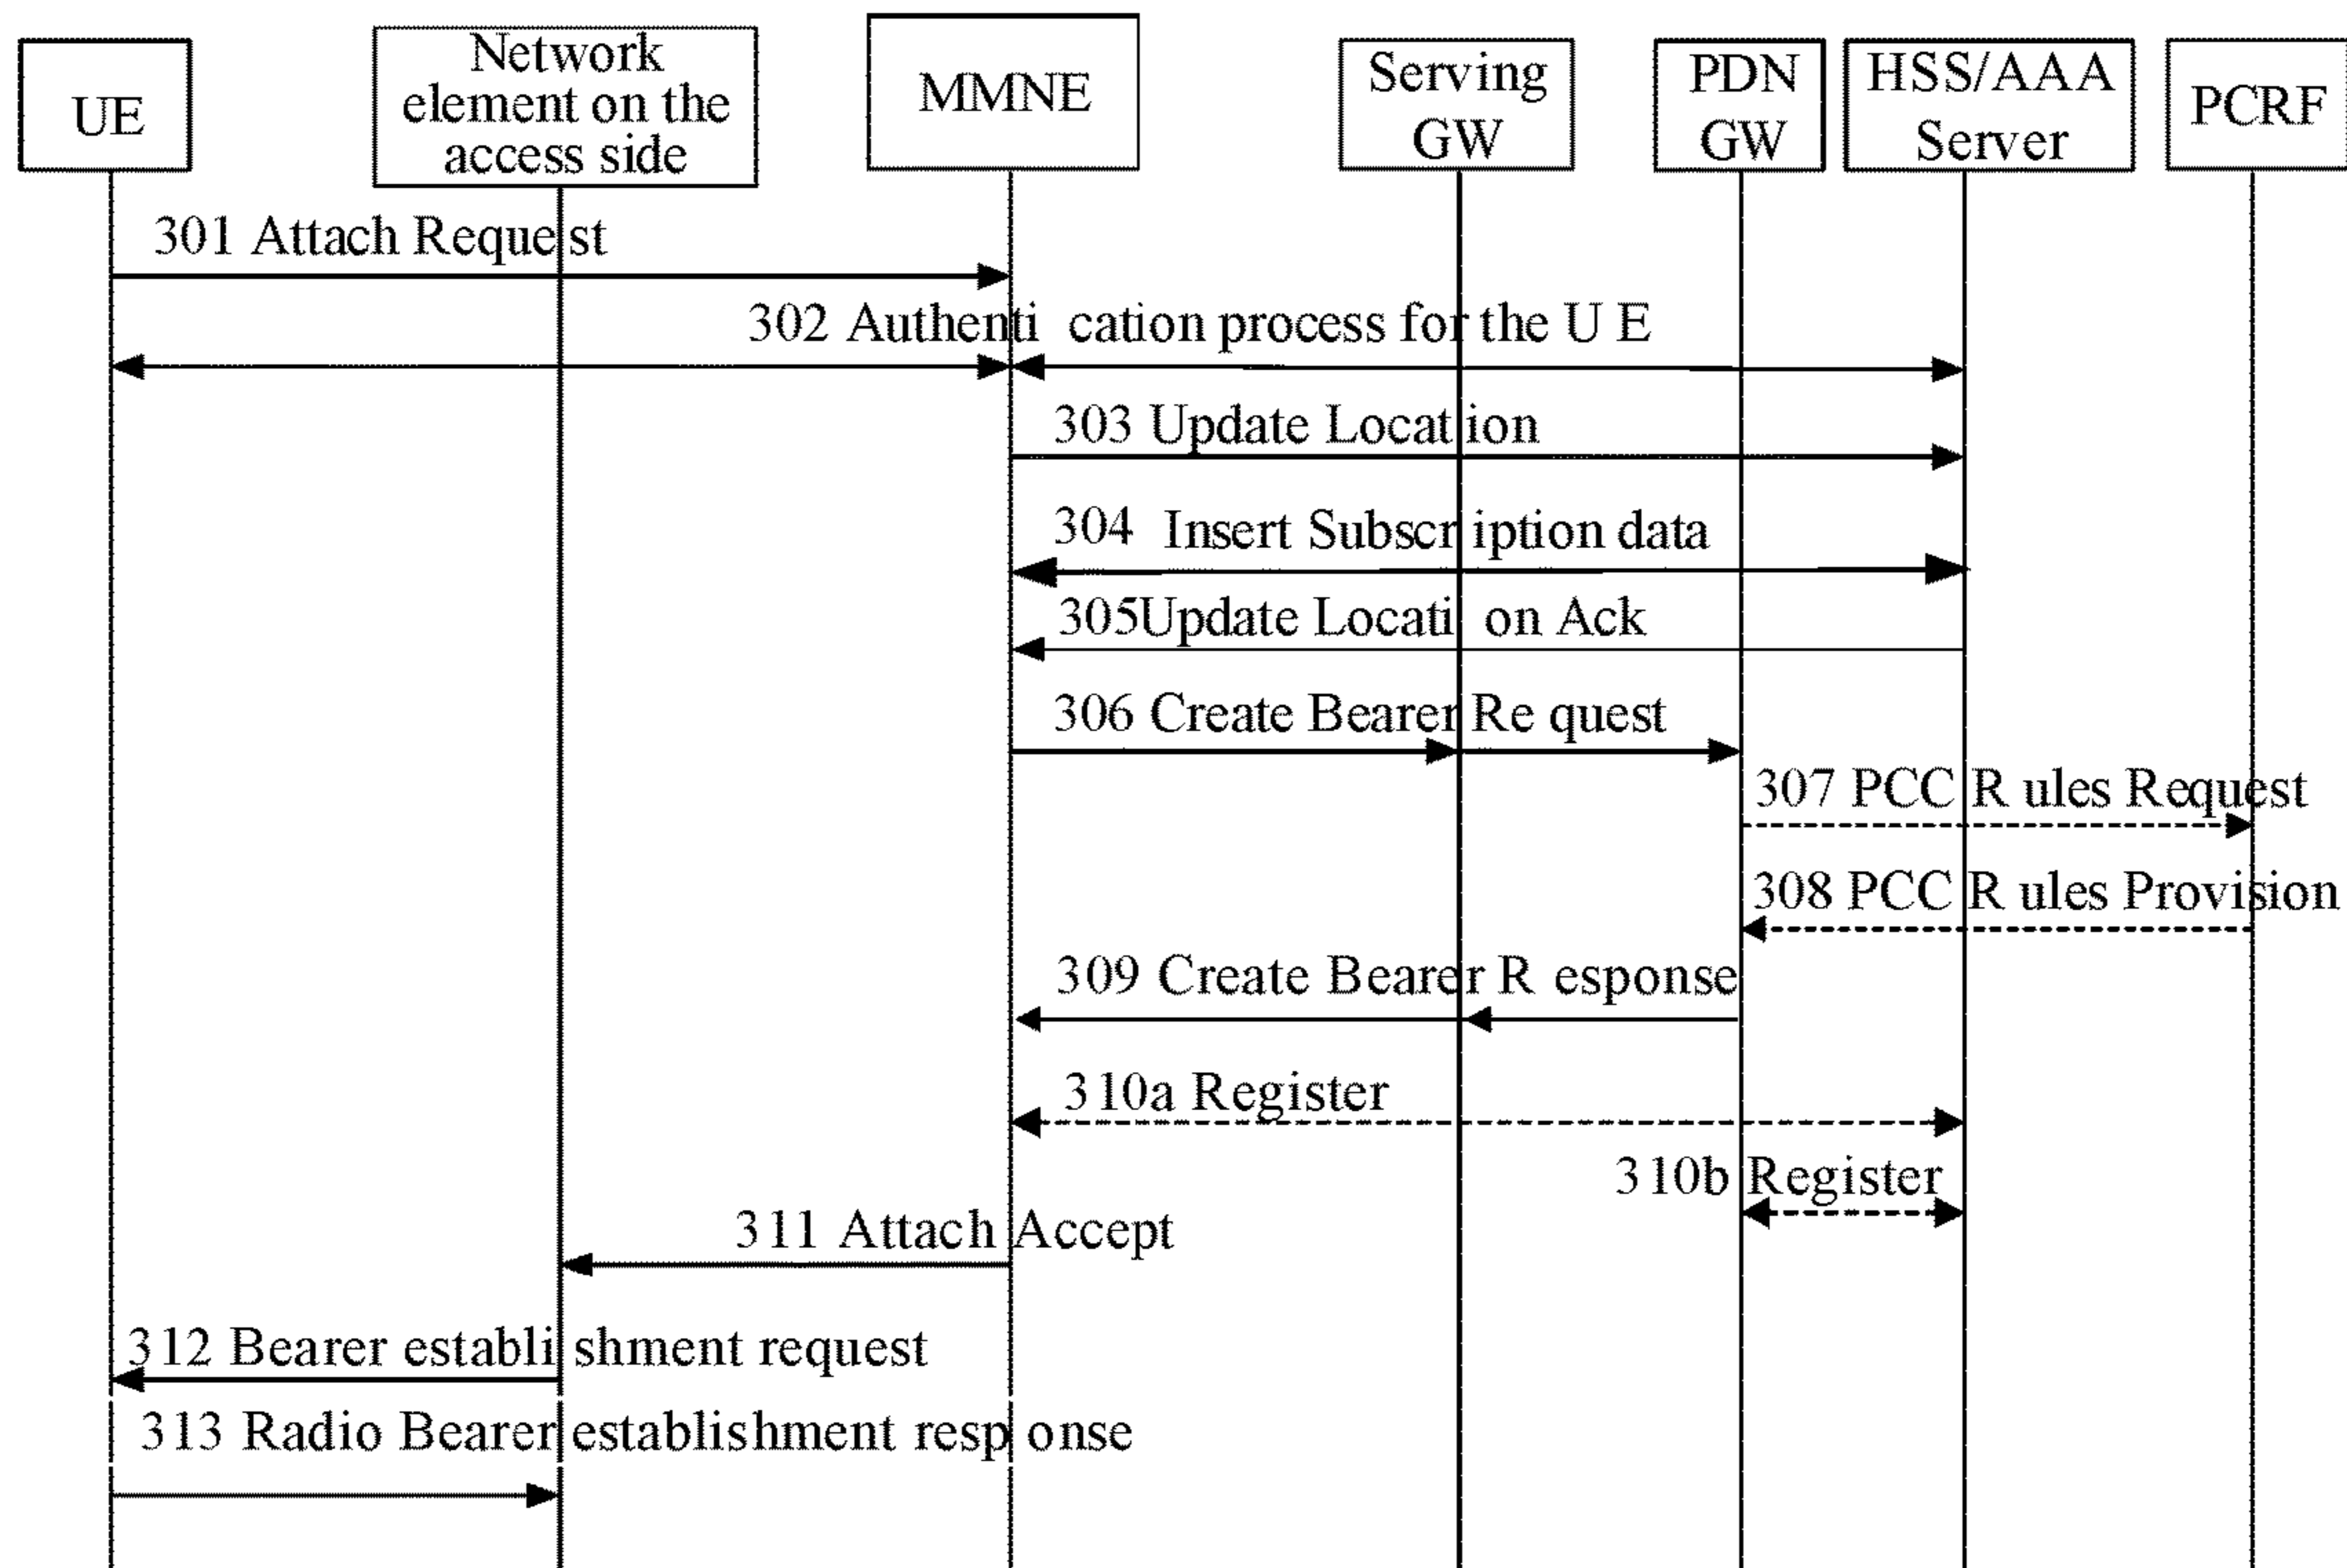 UE
Network
element on the
access side
MMNE
Serving
GW
PDN
GW
HSS/AAA
Server
PCRF
301 Attach Request
302 Authenti cation process for the U E
303 Update Locat ion
304 Insert Subscr iption data
305Update Locati on Ack
306 Create Bearer Re quest
307 PCC R ules Request
308 PCC R ules Provision
309 Create Bearer R esponse
310a Register
310b Register
311 Attach Accept
312 Bearer establi shment request
313 Radio Bearer establishment resp onse